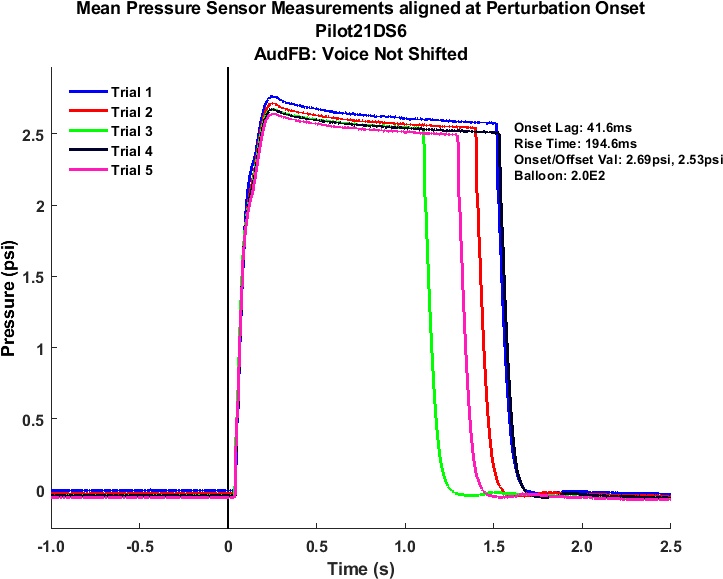 Mean Pressure Sensor Measurements aligned at Perturbation Onset
Pilot21DS6
AudFB: Voice Not Shifted
Trial 1
Trial 2
Trial 3
Trial 4
Trial 5
Onset Lag: 41.6ms
Rise Time: 194.6ms
Onset/Offset Val: 2.69psi, 2.53psi
Balloon: 2.0E2
Pressure (psi)
2.5
2
1.5
1
0.5
0
-1.0 -0.5 0 0.5 1.0 1.5 2.0 2.5
Time (s)